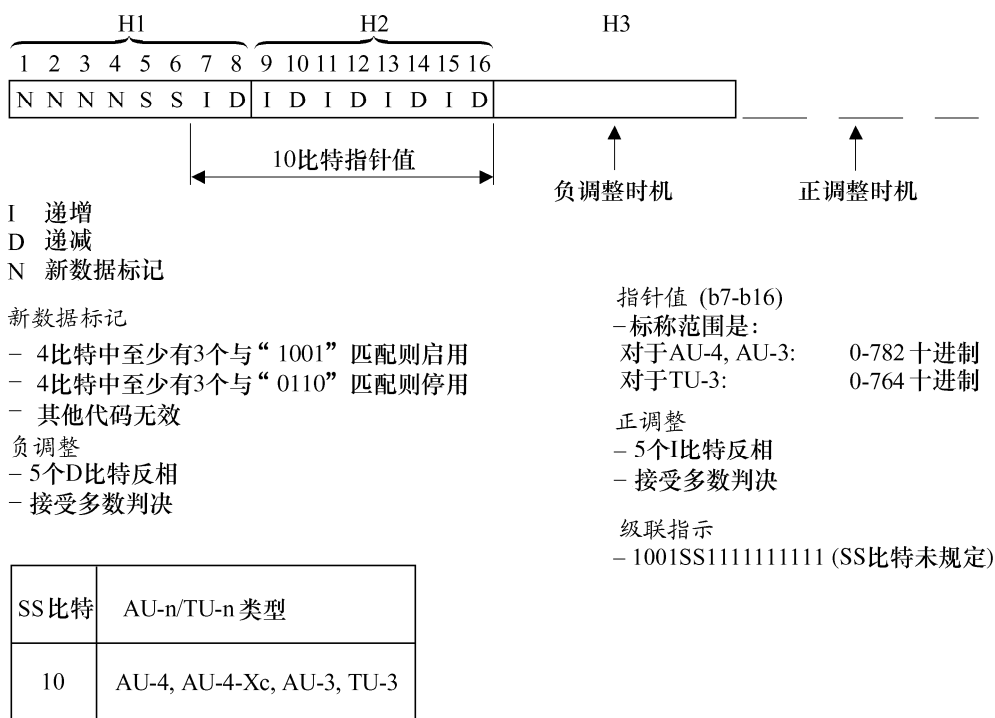 H1 H2 H3
1 2 3 4 5 6 7 8 9 10 11 12 13 14 15 16
N N N N S S I D I D I D I D I D
10比特指针值
负调整时机 正调整时机
I 递增
D 递减
N 新数据标记
新数据标记
– 4比特中至少有3个与“1001”匹配则启用
– 4比特中至少有3个与“0110”匹配则停用
– 其他代码无效
负调整
– 5个D比特反相
– 接受多数判决
指针值 (b7-b16)
–标称范围是:
对于AU-4, AU-3: 0-782十进制
对于TU-3: 0-764十进制
正调整
– 5个I比特反相
– 接受多数判决
级联指示
– 1001SS1111111111 (SS比特未规定)
SS比特 AU-n/TU-n 类型
10 AU-4, AU-4-Xc, AU-3, TU-3